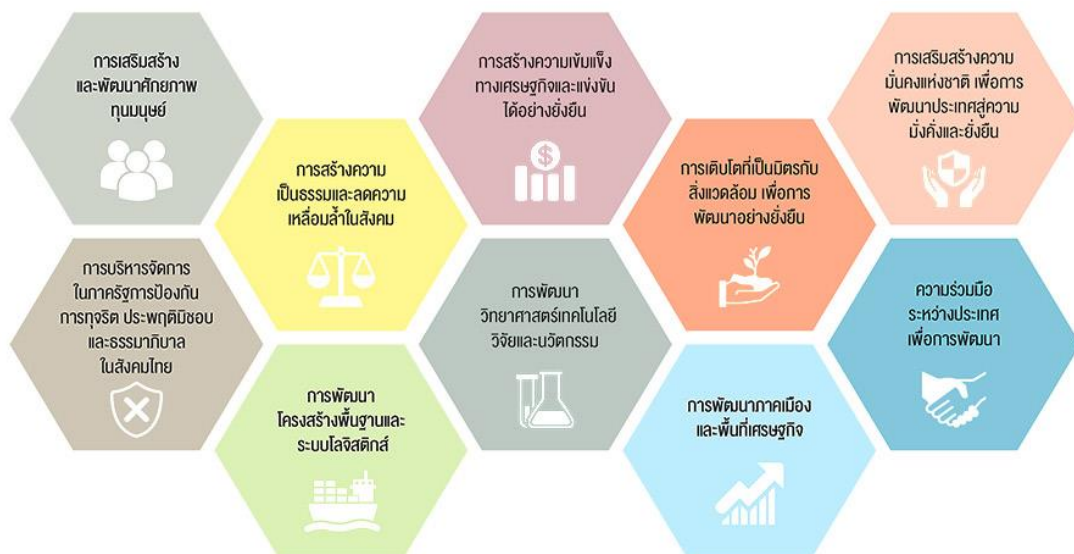 การเสริมสร้าง
และพัฒนาศักยภาพ
ทุนมนุษย์
การสร้างความ
เป็นธรรมและลดความ
เหลื่อมล้ำในสังคม
การสร้างความเข้มแข็ง
ทางเศรษฐกิจและแข่งขัน
ได้อย่างยั่งยืน
$
การเติบโตที่เป็นมิตรกับ
สิ่งแวดล้อม เพื่อการ
พัฒนาอย่างยั่งยืน
การเสริมสร้างความ
มั่นคงแห่งชาติ เพื่อการ
พัฒนาประเทศสู่ความ
มั่งคั่งและยั่งยืน
การบริหารจัดการ
ในภาครัฐการป้องกัน
การทุจริต ประพฤติมิชอบ
และธรรมาภิบาล
ในสังคมไทย
การพัฒนา
โครงสร้างพื้นฐานและ
ระบบโลจิสติกส์
การพัฒนา
วิทยาศาสตร์เทคโนโลยี
วิจัยและนวัตกรรม
การพัฒนาภาคเมือง
และพื้นที่เศรษฐกิจ
ความร่วมมือ
ระหว่างประเทศ
เพื่อการพัฒนา